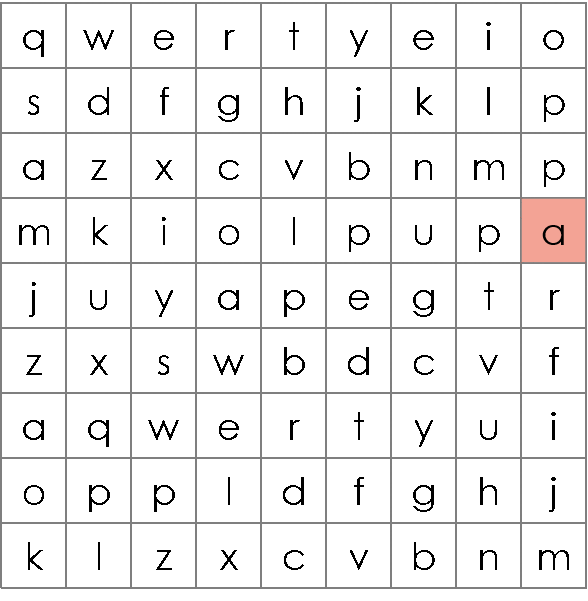 q w e r t y e i o
s d f g h j k l p
a z x c v b n m p
m k i o l p u p a
j u y a p e g t r
z x s w b d c v f
a q w e r t y u i
o p p l d f g h j
k l z x c v b n m